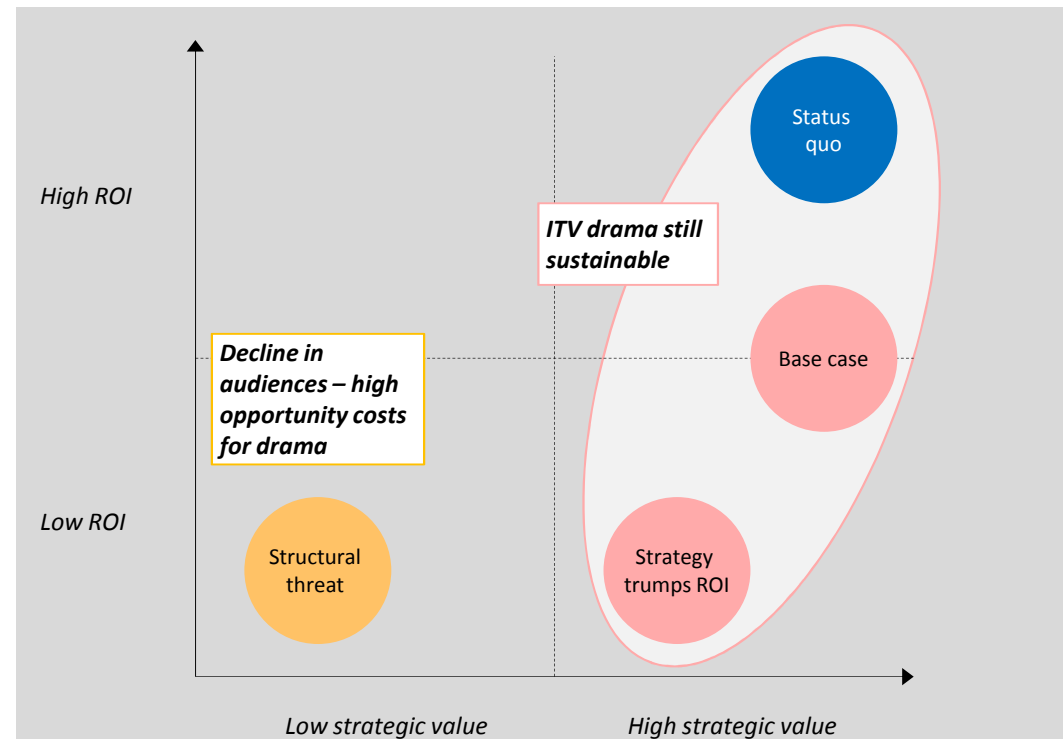 Status
quo
High ROI
ITV drama still
sustainable
Decline in
audiences – high
opportunity costs
for drama
Base case
Low ROI
Structural
threat
Strategy
trumps ROI
Low strategic value
High strategic value